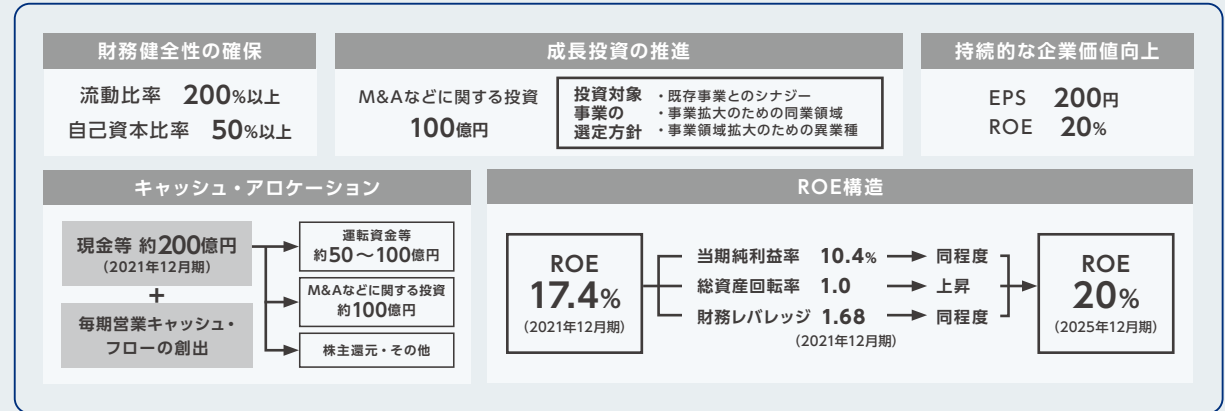 財務健全性の確保
流動比率 200%以上
自己資本比率 50%以上
成長投資の推進
M&Aなどに関する投資
100億円
投資対象
事業の
選定方針
・既存事業とのシナジー
・事業拡大のための同業領域
・事業領域拡大のための異業種
持続的な企業価値向上
EPS 200円
ROE 20%
キャッシュ・アロケーション
現金等 約200億円
(2021年12月期)
+
毎期営業キャッシュ・
フローの創出
運転資金等
約50〜100億円
M&Aなどに関する投資
約100億円
株主還元・その他
ROE構造
ROE
17.4%
(2021年12月期)
当期純利益率 10.4% 同程度
総資産回転率 1.0 上昇
財務レバレッジ 1.68 同程度
(2021年12月期)
ROE
20%
(2025年12月期)